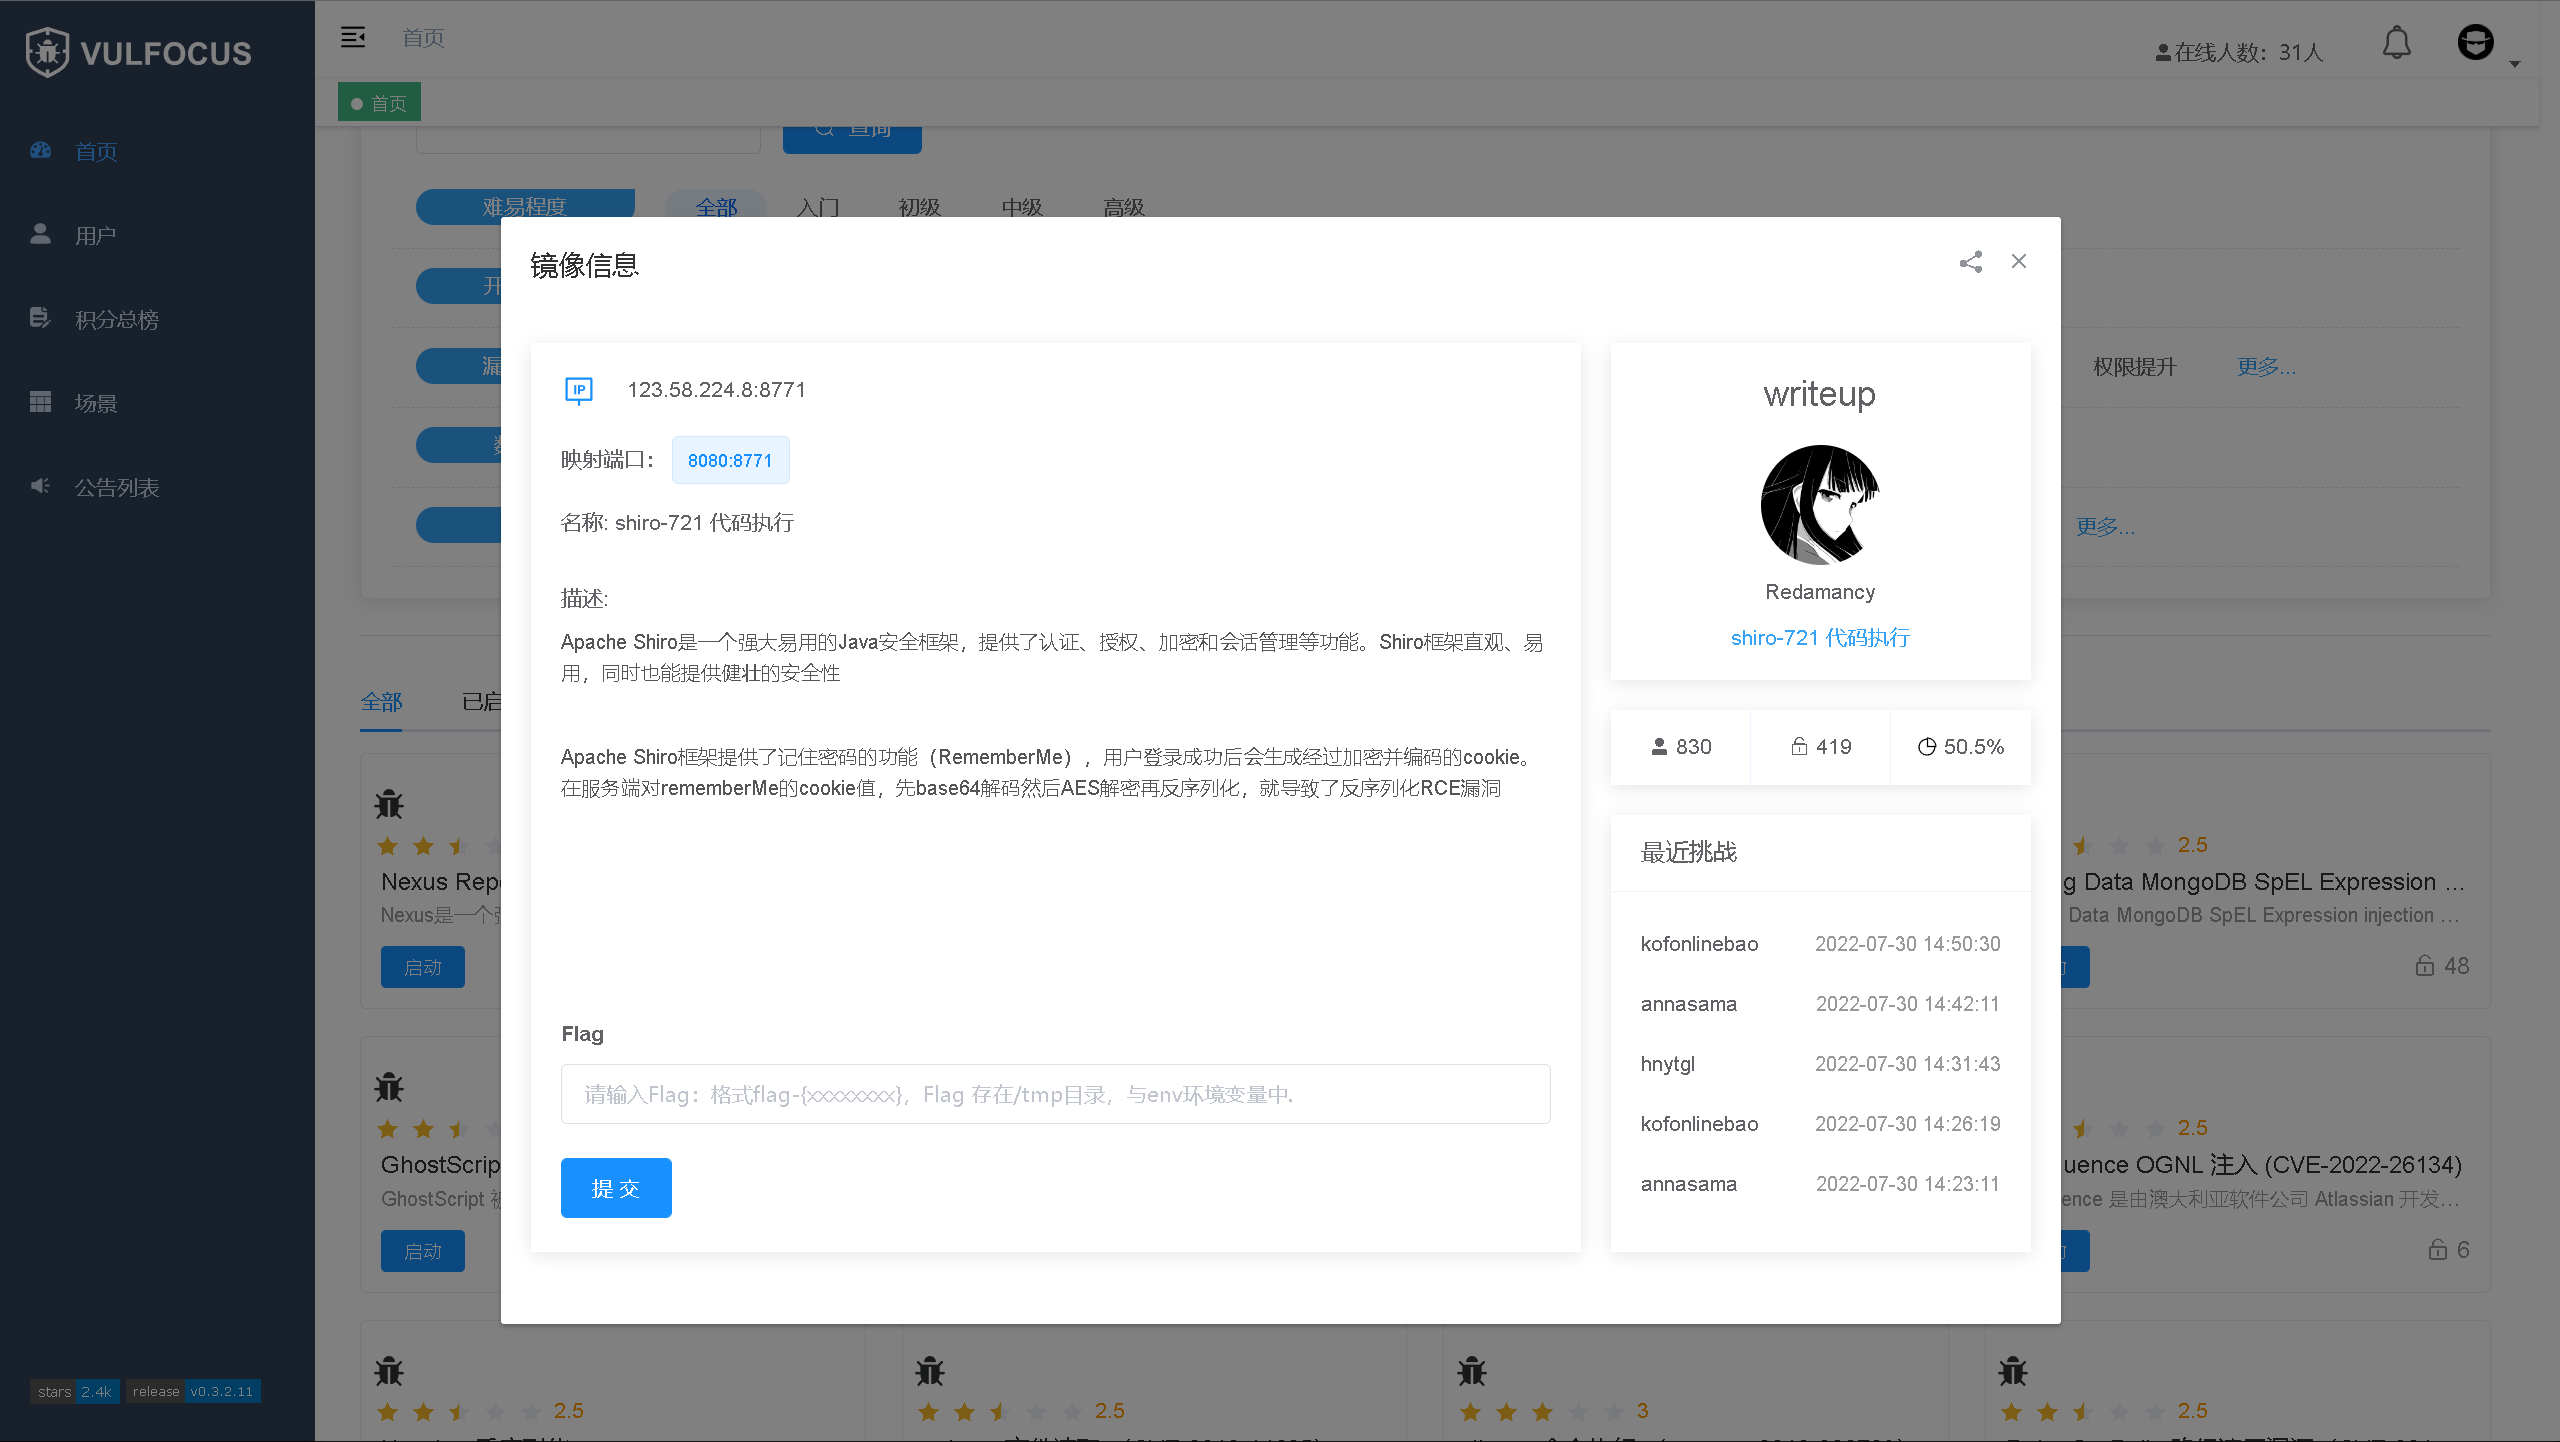 VULFOCUS
首页
在线人数：31人
首页
首页
用户
积分总榜
场景
公告列表
查询
难易程度
全部
入门
初级
中级
高级
权限提升
更多...
更多...
镜像信息
IP
123.58.224.8:8771
映射端口：
8080:8771
名称: shiro-721 代码执行
描述:
Apache Shiro是一个强大易用的Java安全框架，提供了认证、授权、加密和会话管理等功能。Shiro框架直观、易
用，同时也能提供健壮的安全性
Apache Shiro框架提供了记住密码的功能（RememberMe），用户登录成功后会生成经过加密并编码的cookie。
在服务端对rememberMe的cookie值，先base64解码然后AES解密再反序列化，就导致了反序列化RCE漏洞
Flag
请输入Flag：格式flag-{xxxxxxxx}，Flag 存在/tmp目录，与env环境变量中.
提 交
writeup
Redamancy
shiro-721 代码执行
830
419
50.5%
最近挑战
kofonlinebao 2022-07-30 14:50:30
annasama 2022-07-30 14:42:11
hnytgl 2022-07-30 14:31:43
kofonlinebao 2022-07-30 14:26:19
annasama 2022-07-30 14:23:11
全部
已启
Nexus Rep
Nexus是一个
启动
2.5
g Data MongoDB SpEL Expression ...
Data MongoDB SpEL Expression injection ...
48
GhostScrip
GhostScript 被
启动
2.5
uence OGNL 注入 (CVE-2022-26134)
ence 是由澳大利亚软件公司 Atlassian 开发...
6
2.5
2.5
3
2.5
stars 2.4k
release v0.3.2.11